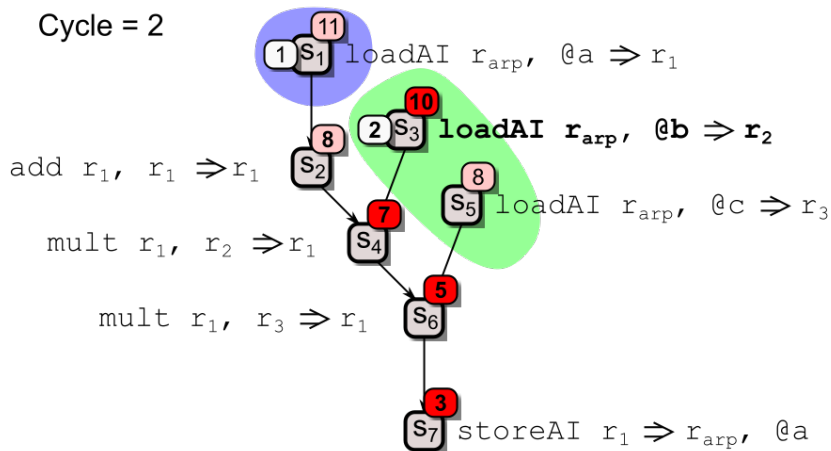 Cycle = 2
11
1 S₁ loadAI rₐᵣₚ, @a ⇒ r₁
10
2 S₃ loadAI rₐᵣₚ, @b ⇒ r₂
8
add r₁, r₁ ⇒ r₁ S₂
8
S₅ loadAI rₐᵣₚ, @c ⇒ r₃
7
mult r₁, r₂ ⇒ r₁ S₄
5
mult r₁, r₃ ⇒ r₁ S₆
3
S₇ storeAI r₁ ⇒ rₐᵣₚ, @a